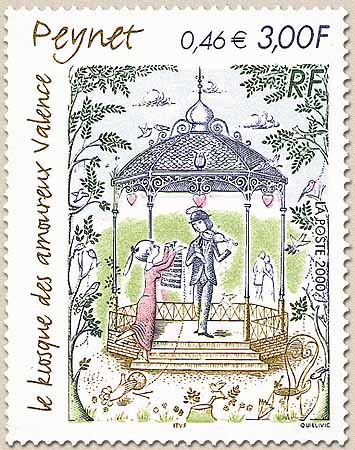 Peynet
0,46 € 3,00F
RF
le kiosque des amoureux Valence
LA POSTE 2000
ITVF
QUILLIVIC